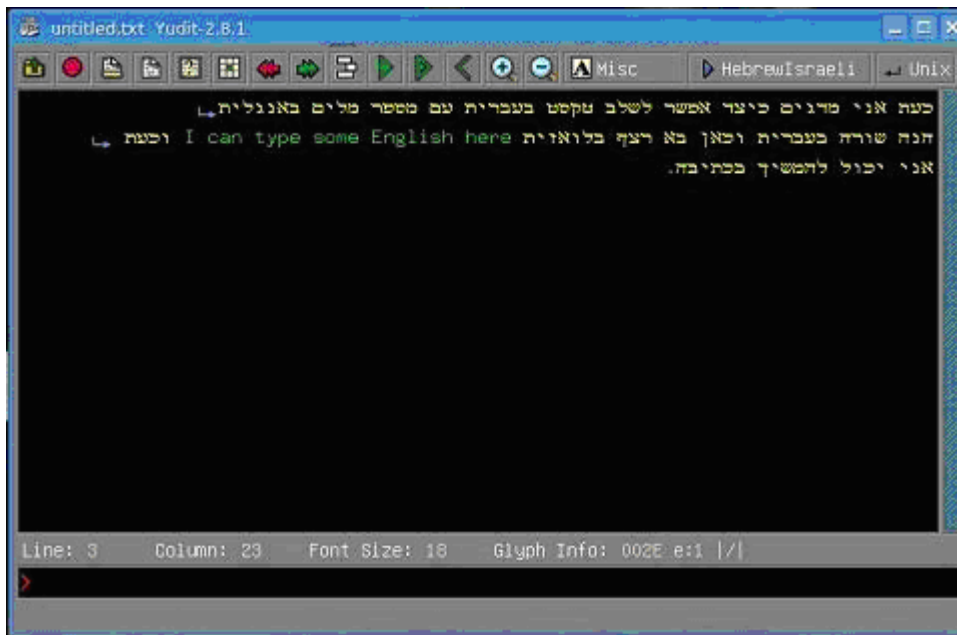 untitled.txt Yudit-2.8.1
Misc HebrewIsraeli Unix
כעת אני מדגים כיצד אפשר לשלב טקסט בעברית עם מספר מלים באנגלית
הנה שורה בעברית וכאן בא רצף בלואזית I can type some English here וכעת
אני יכול להמשיך בכתיבה.
Line: 3 Column: 23 Font Size: 18 Glyph Info: 002E e:1 |/|